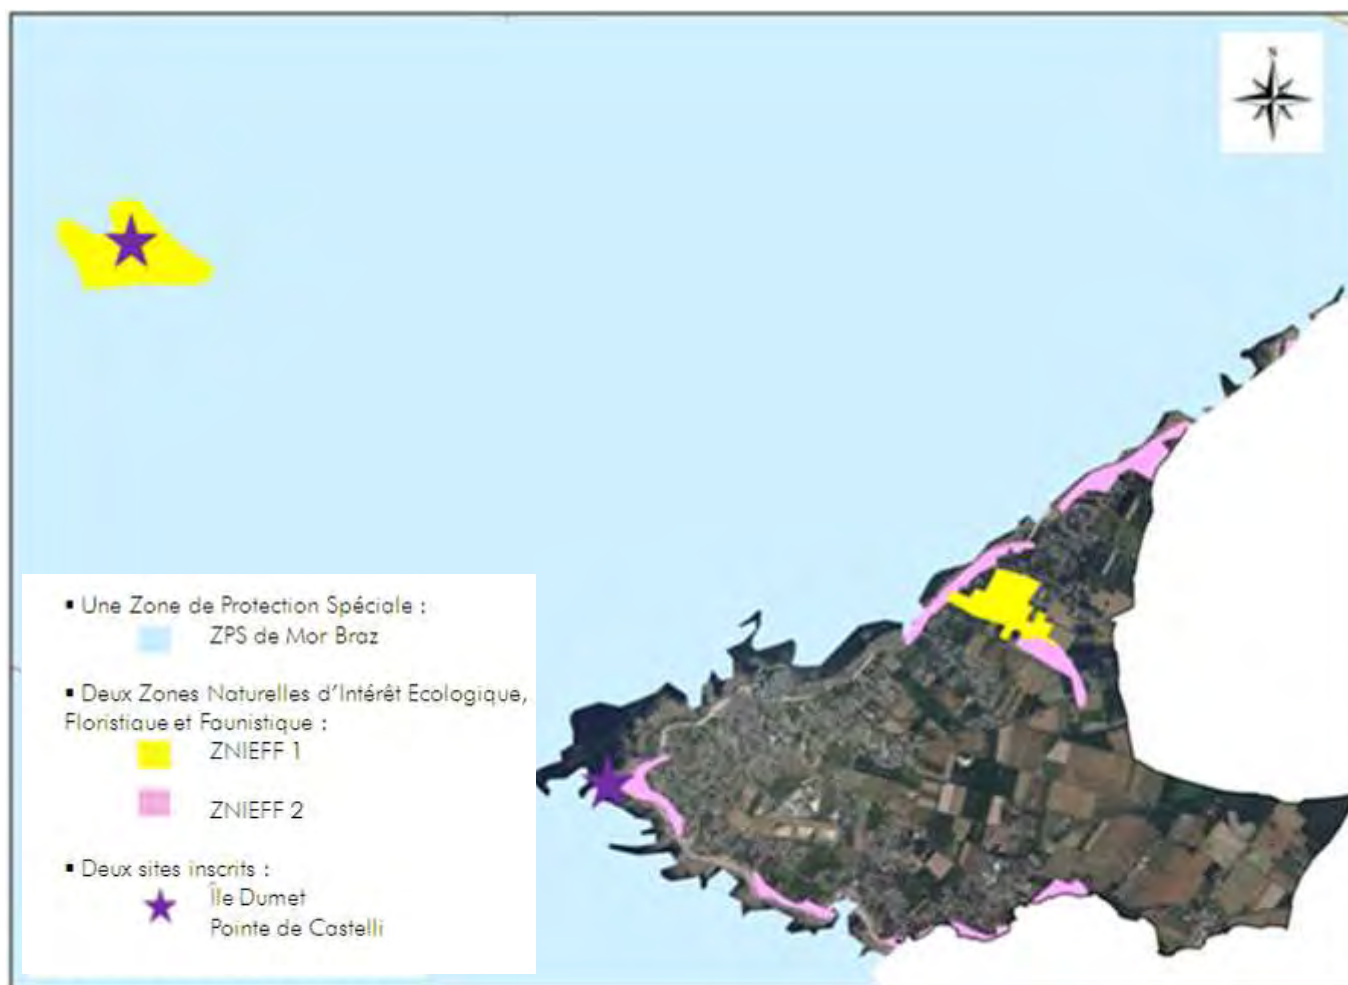 N
▪ Une Zone de Protection Spéciale :
ZPS de Mor Braz
▪ Deux Zones Naturelles d’Intérêt Ecologique,
Floristique et Faunistique :
ZNIEFF 1
ZNIEFF 2
▪ Deux sites inscrits :
Île Dumet
Pointe de Castelli